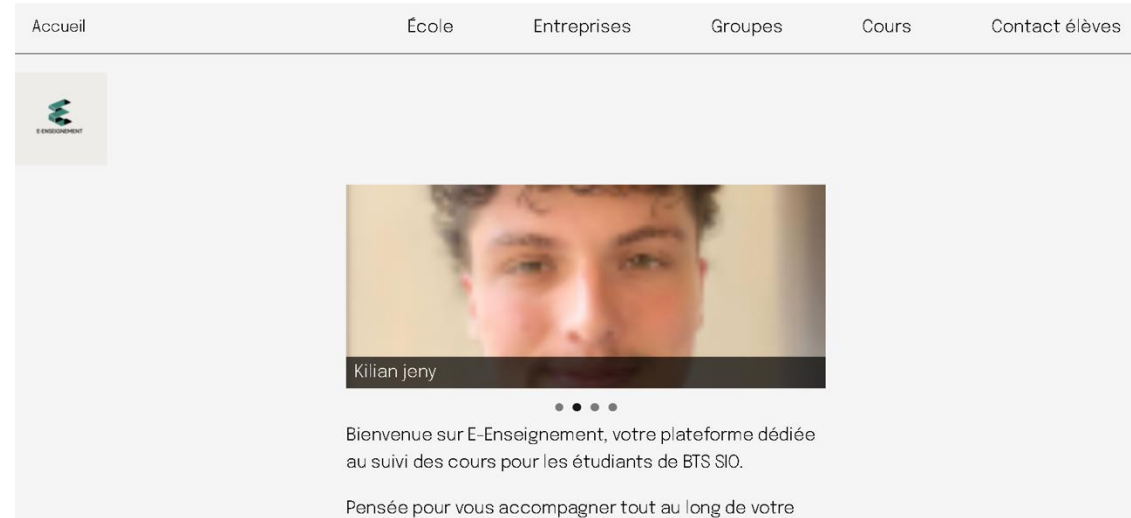 Accueil École Entreprises Groupes Cours Contact élèves
E-ENSEIGNEMENT
Kilian jeny
Bienvenue sur E-Enseignement, votre plateforme dédiée
au suivi des cours pour les étudiants de BTS SIO.
Pensée pour vous accompagner tout au long de votre